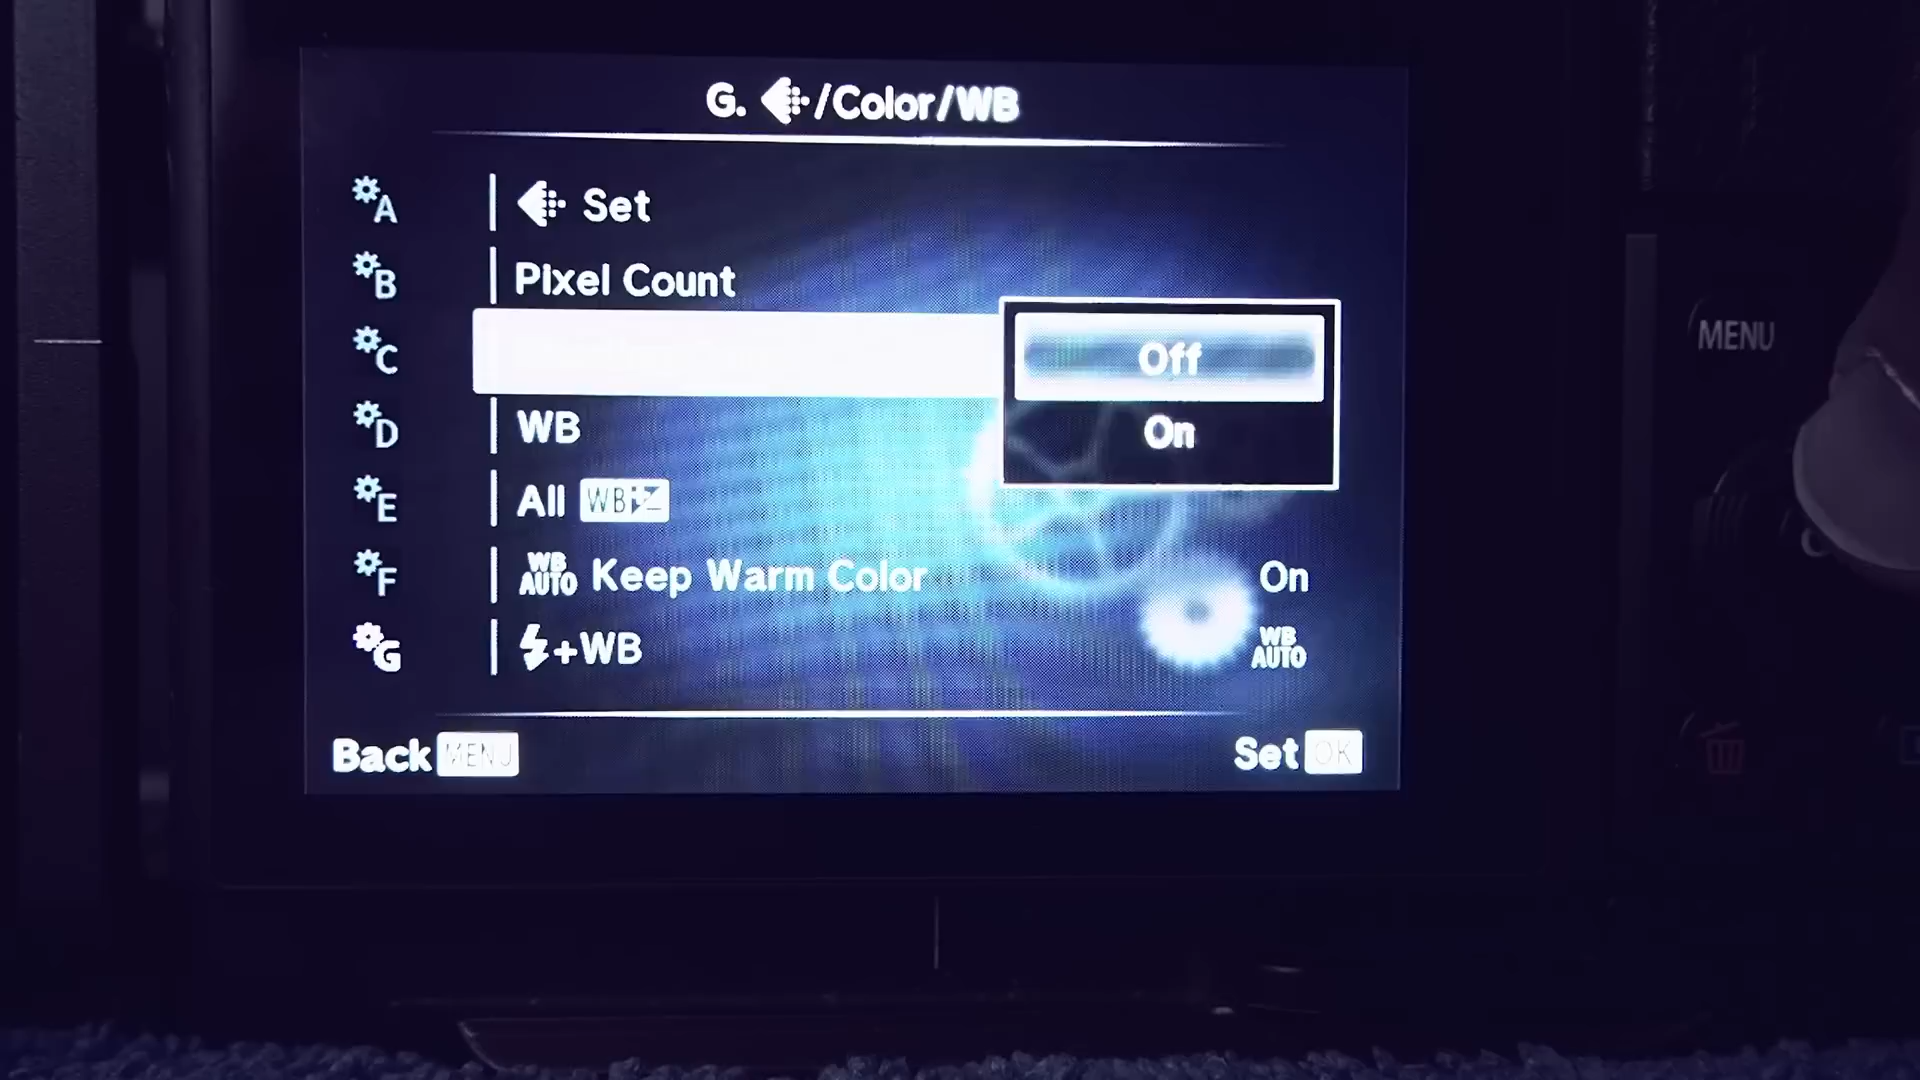 G. /Color/WB
A
Set
B
Pixel Count
C
Off
On
D
WB
E
All WB
F
WB AUTO Keep Warm Color On
G
+WB WB AUTO
Back MENU
Set OK
MENU